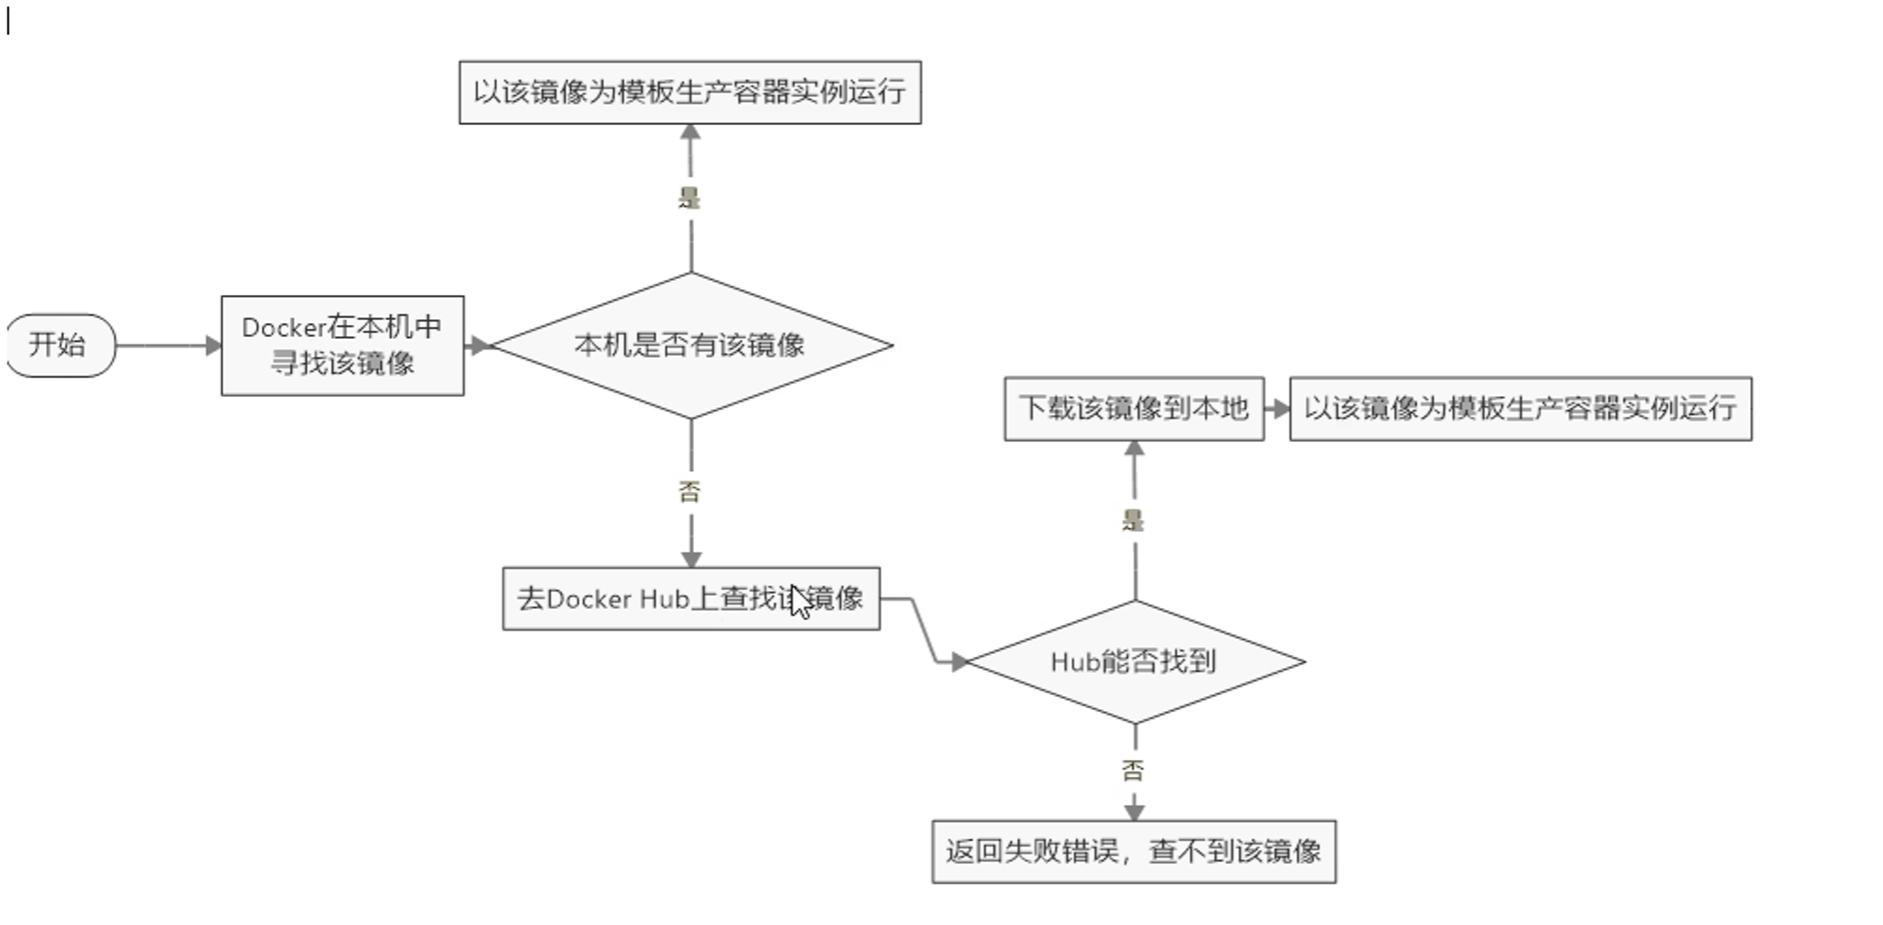 以该镜像为模板生产容器实例运行
是
开始
Docker在本机中
寻找该镜像
本机是否有该镜像
否
去Docker Hub上查找该镜像
下载该镜像到本地
以该镜像为模板生产容器实例运行
是
Hub能否找到
否
返回失败错误，查不到该镜像